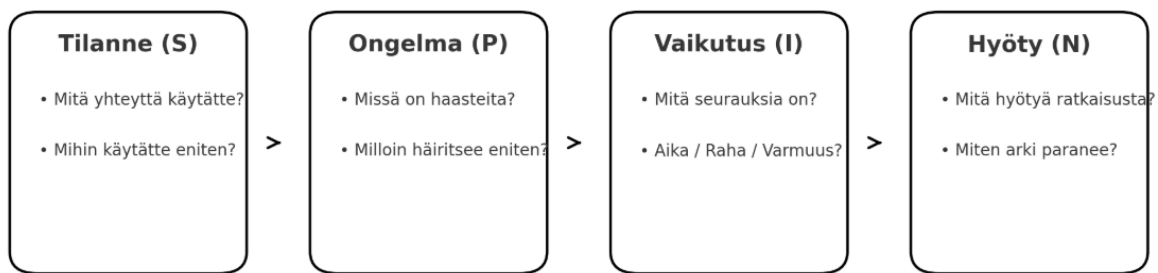 Tilanne (S)
• Mitä yhteyttä käytätte?
• Mihin käytätte eniten?
>
Ongelma (P)
• Missä on haasteita?
• Milloin häiritsee eniten?
>
Vaikutus (I)
• Mitä seurauksia on?
• Aika / Raha / Varmuus?
>
Hyöty (N)
• Mitä hyötyä ratkaisusta?
• Miten arki paranee?